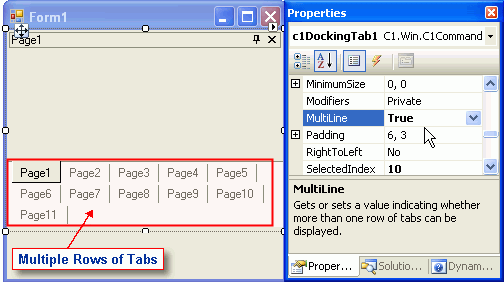 Form1
Page1
Page1 Page2 Page3 Page4 Page5
Page6 Page7 Page8 Page9 Page10
Page11
Multiple Rows of Tabs
Properties
c1DockingTab1 C1.Win.C1Command
MinimumSize 0, 0
Modifiers Private
MultiLine True
Padding 6, 3
RightToLeft No
SelectedIndex 10
MultiLine
Gets or sets a value indicating whether
more than one row of tabs can be
displayed.
Proper... Solutio... Dynam...